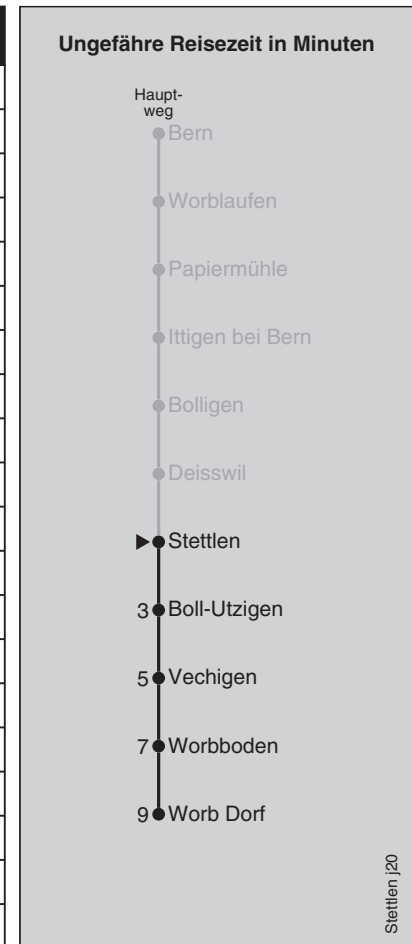 Ungefähre Reisezeit in Minuten
Haupt-
weg
Bern
Worblaufen
Papiermühle
Ittigen bei Bern
Bolligen
Deisswil
Stettlen
3 Boll-Utzigen
5 Vechigen
7 Worbboden
9 Worb Dorf
Stettlen j20